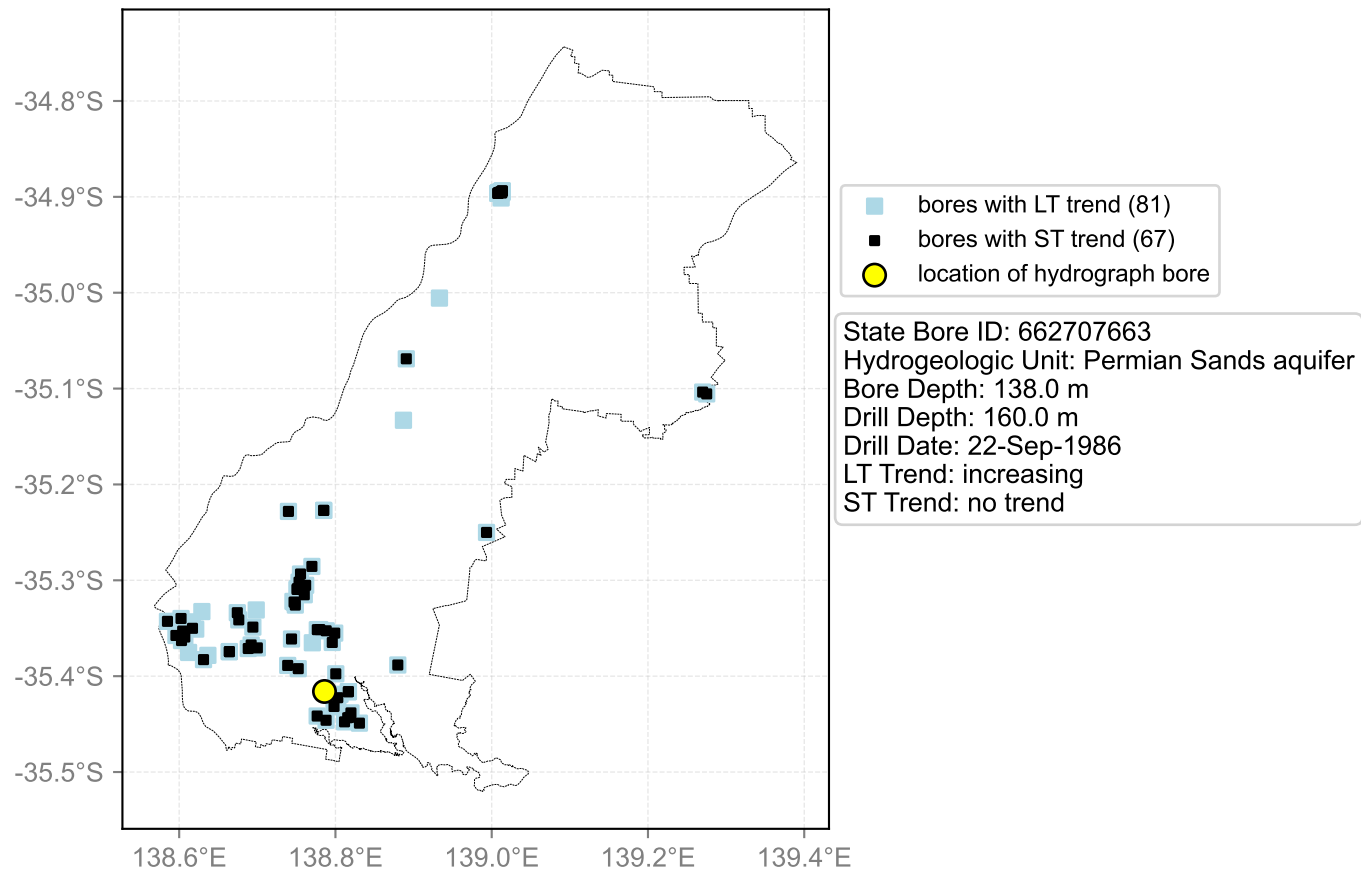 -34.8°S
-34.9°S
-35.0°S
-35.1°S
-35.2°S
-35.3°S
-35.4°S
-35.5°S
138.6°E 138.8°E 139.0°E 139.2°E 139.4°E
bores with LT trend (81)
bores with ST trend (67)
location of hydrograph bore
State Bore ID: 662707663
Hydrogeologic Unit: Permian Sands aquifer
Bore Depth: 138.0 m
Drill Depth: 160.0 m
Drill Date: 22-Sep-1986
LT Trend: increasing
ST Trend: no trend